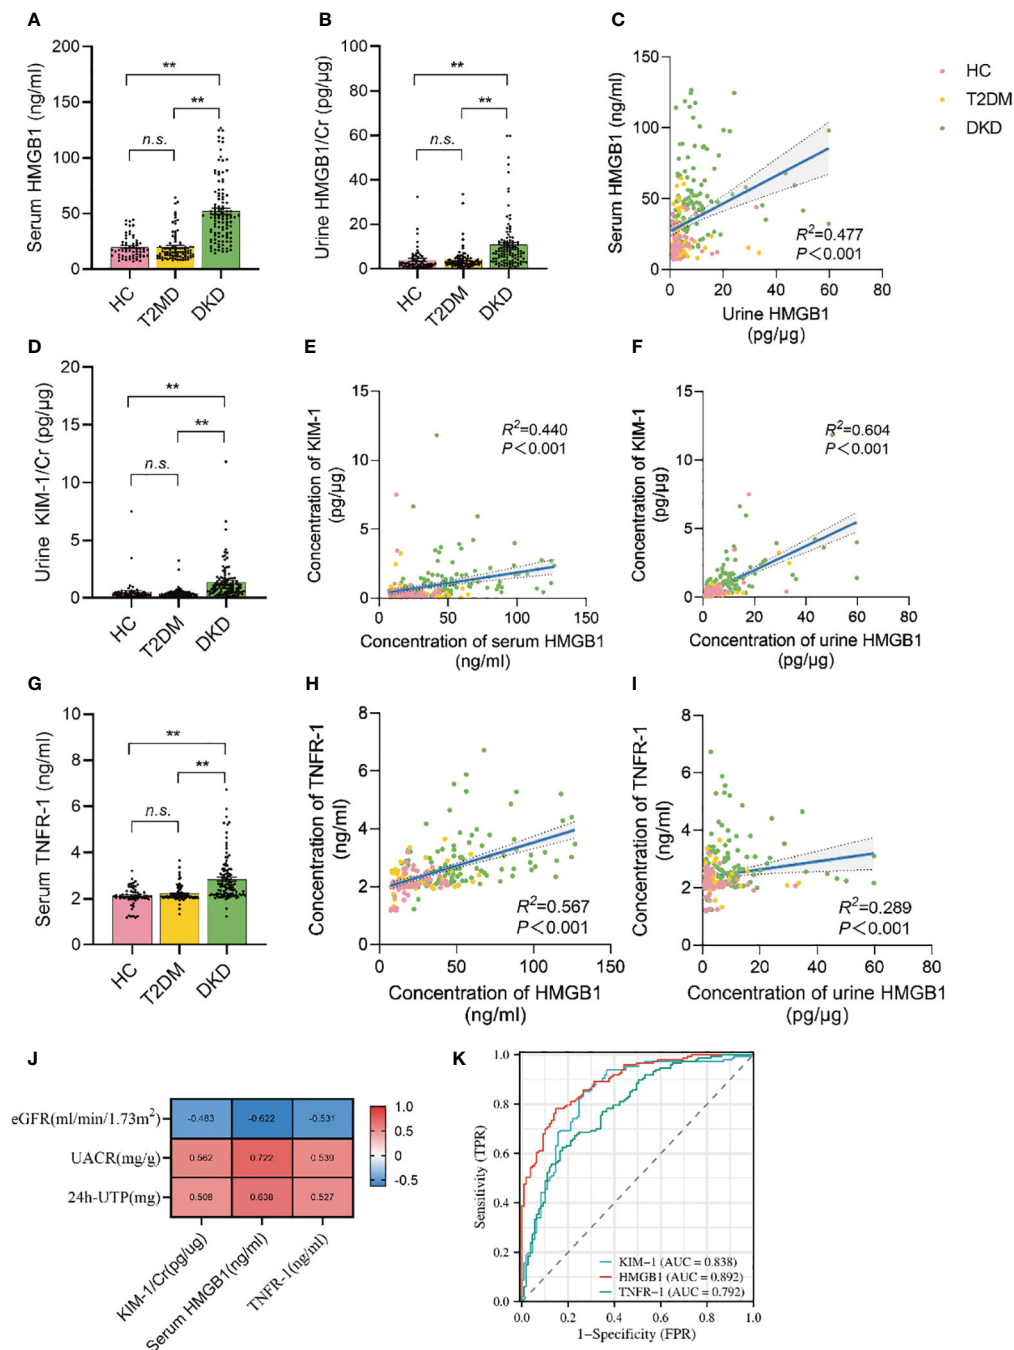 A
Serum HMGB1 (ng/ml)
200
150
100
50
0
**
**
n.s.
HC
T2MD
DKD
B
Urine HMGB1/Cr (pg/μg)
100
80
60
40
20
0
**
**
n.s.
HC
T2DM
DKD
C
Serum HMGB1 (ng/ml)
150
100
50
0
R²=0.477
P<0.001
0 20 40 60 80
Urine HMGB1
(pg/μg)
HC
T2DM
DKD
D
Urine KIM-1/Cr (pg/μg)
20
15
10
5
0
**
**
n.s.
HC
T2DM
DKD
E
Concentration of KIM-1
(pg/μg)
15
10
5
0
R²=0.440
P<0.001
0 50 100 150
Concentration of serum HMGB1
(ng/ml)
F
Concentration of KIM-1
(pg/μg)
15
10
5
0
R²=0.604
P<0.001
0 20 40 60 80
Concentration of urine HMGB1
(pg/μg)
G
Serum TNFR-1 (ng/ml)
10
8
6
4
2
0
**
**
n.s.
HC
T2DM
DKD
H
Concentration of TNFR-1
(ng/ml)
8
6
4
2
0
R²=0.567
P<0.001
0 50 100 150
Concentration of HMGB1
(ng/ml)
I
Concentration of TNFR-1
(ng/ml)
8
6
4
2
0
R²=0.289
P<0.001
0 20 40 60 80
Concentration of urine HMGB1
(pg/μg)
J
eGFR(ml/min/1.73m²)
-0.483 -0.622 -0.531
UACR(mg/g)
0.562 0.722 0.539
24h-UTP(mg)
0.508 0.638 0.527
KIM-1/Cr(pg/ug)
Serum HMGB1(ng/ml)
TNFR-1(ng/ml)
1.0
0.5
0
-0.5
K
Sensitivity (TPR)
1.0
0.8
0.6
0.4
0.2
0.0
KIM-1 (AUC = 0.838)
HMGB1 (AUC = 0.892)
TNFR-1 (AUC = 0.792)
0.0 0.2 0.4 0.6 0.8 1.0
1-Specificity (FPR)